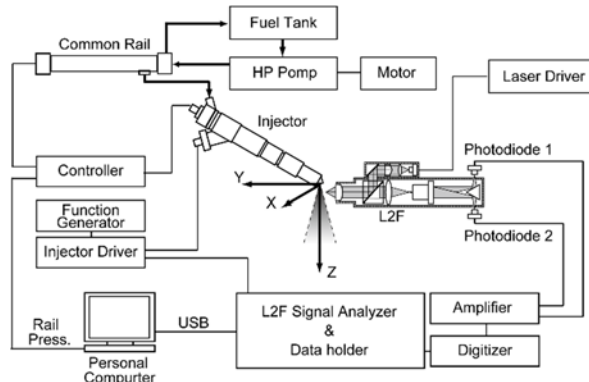 Fuel Tank
Common Rail
HP Pomp
Motor
Laser Driver
Injector
Photodiode 1
Controller
Y
X
L2F
Function
Generator
Photodiode 2
Injector Driver
Z
L2F Signal Analyzer
&
Data holder
Amplifier
Rail
Press.
USB
Digitizer
Personal
Compurter